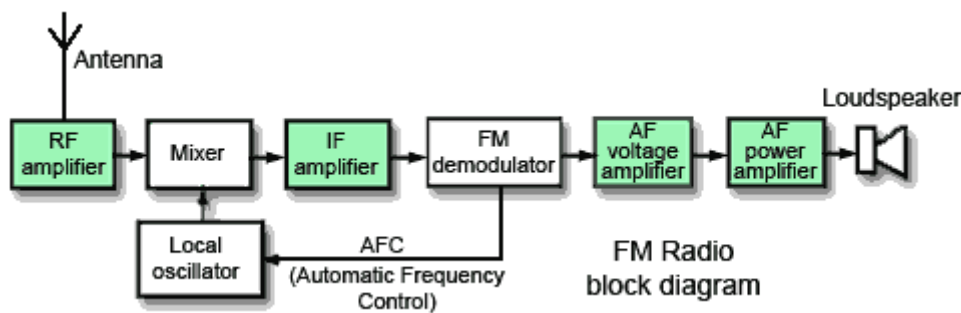 Antenna
Loudspeaker
RF
amplifier
Mixer
IF
amplifier
FM
demodulator
AF
voltage
amplifier
AF
power
amplifier
Local
oscillator
AFC
(Automatic Frequency
Control)
FM Radio
block diagram